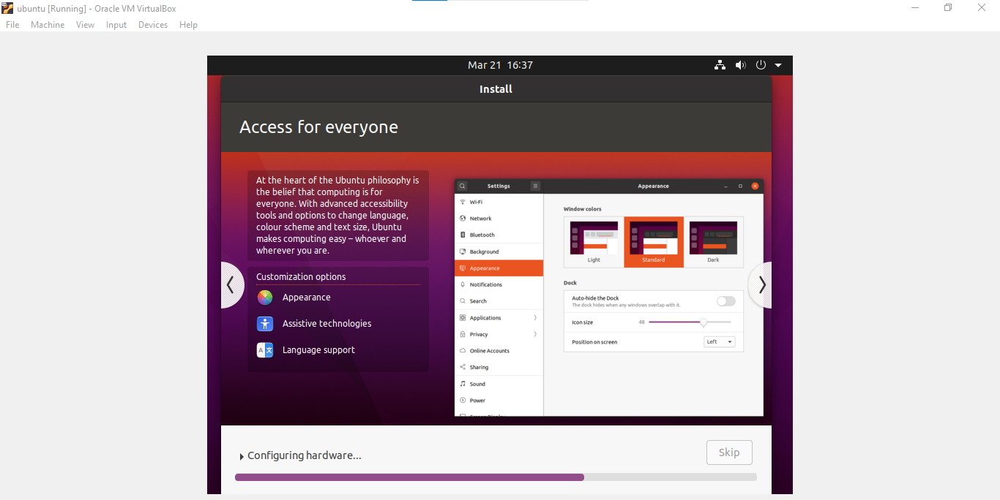 ubuntu [Running] - Oracle VM VirtualBox
File Machine View Input Devices Help
Mar 21 16:37
Install
Access for everyone
At the heart of the Ubuntu philosophy is
the belief that computing is for
everyone. With advanced accessibility
tools and options to change language,
colour scheme and text size, Ubuntu
makes computing easy – whoever and
wherever you are.
Customization options
Appearance
Assistive technologies
Language support
Settings
Appearance
Wi-Fi
Network
Bluetooth
Background
Appearance
Notifications
Search
Applications
Privacy
Online Accounts
Sharing
Sound
Power
Window colors
Light Standard Dark
Dock
Auto-hide the Dock
The dock hides when any windows overlap with it.
Icon size 48
Position on screen Left
Configuring hardware...
Skip